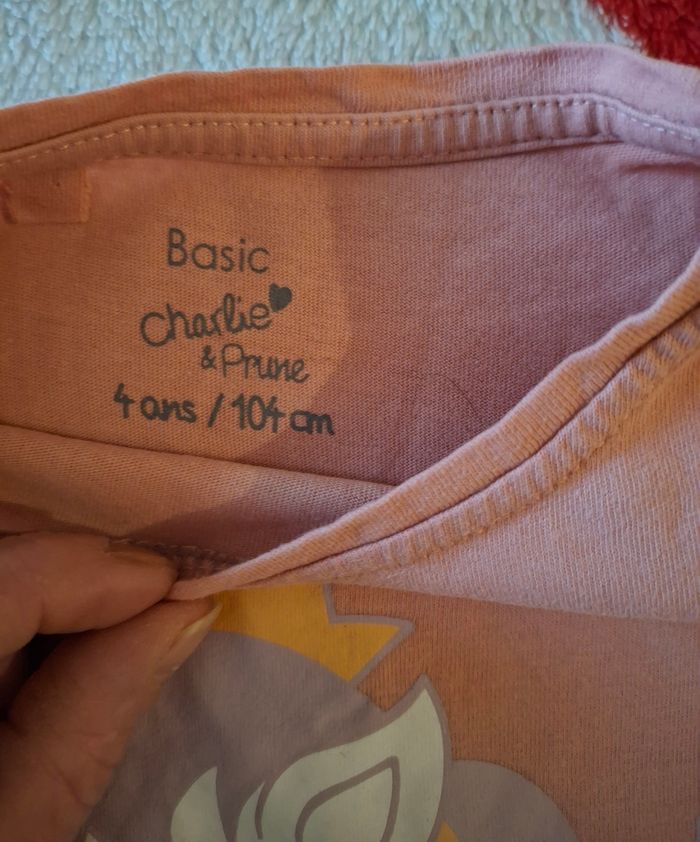 Basic
Charlie
& Prune
4 ans / 104 cm